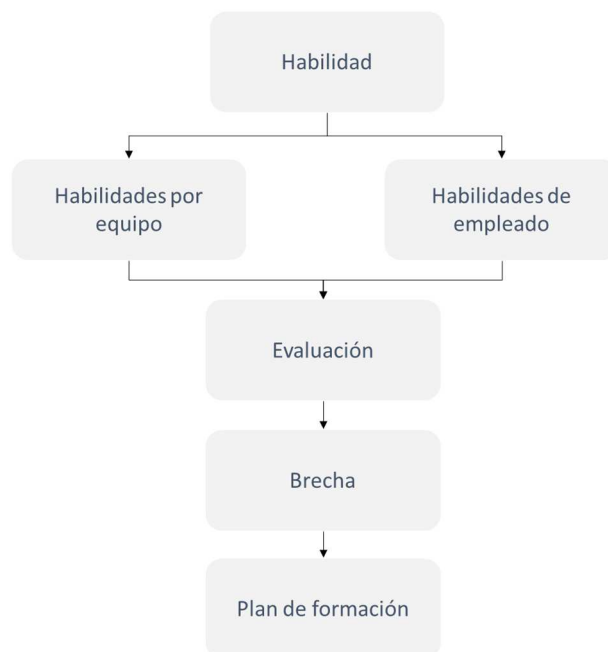 Habilidad
Habilidades por
equipo
Habilidades de
empleado
Evaluación
Brecha
Plan de formación